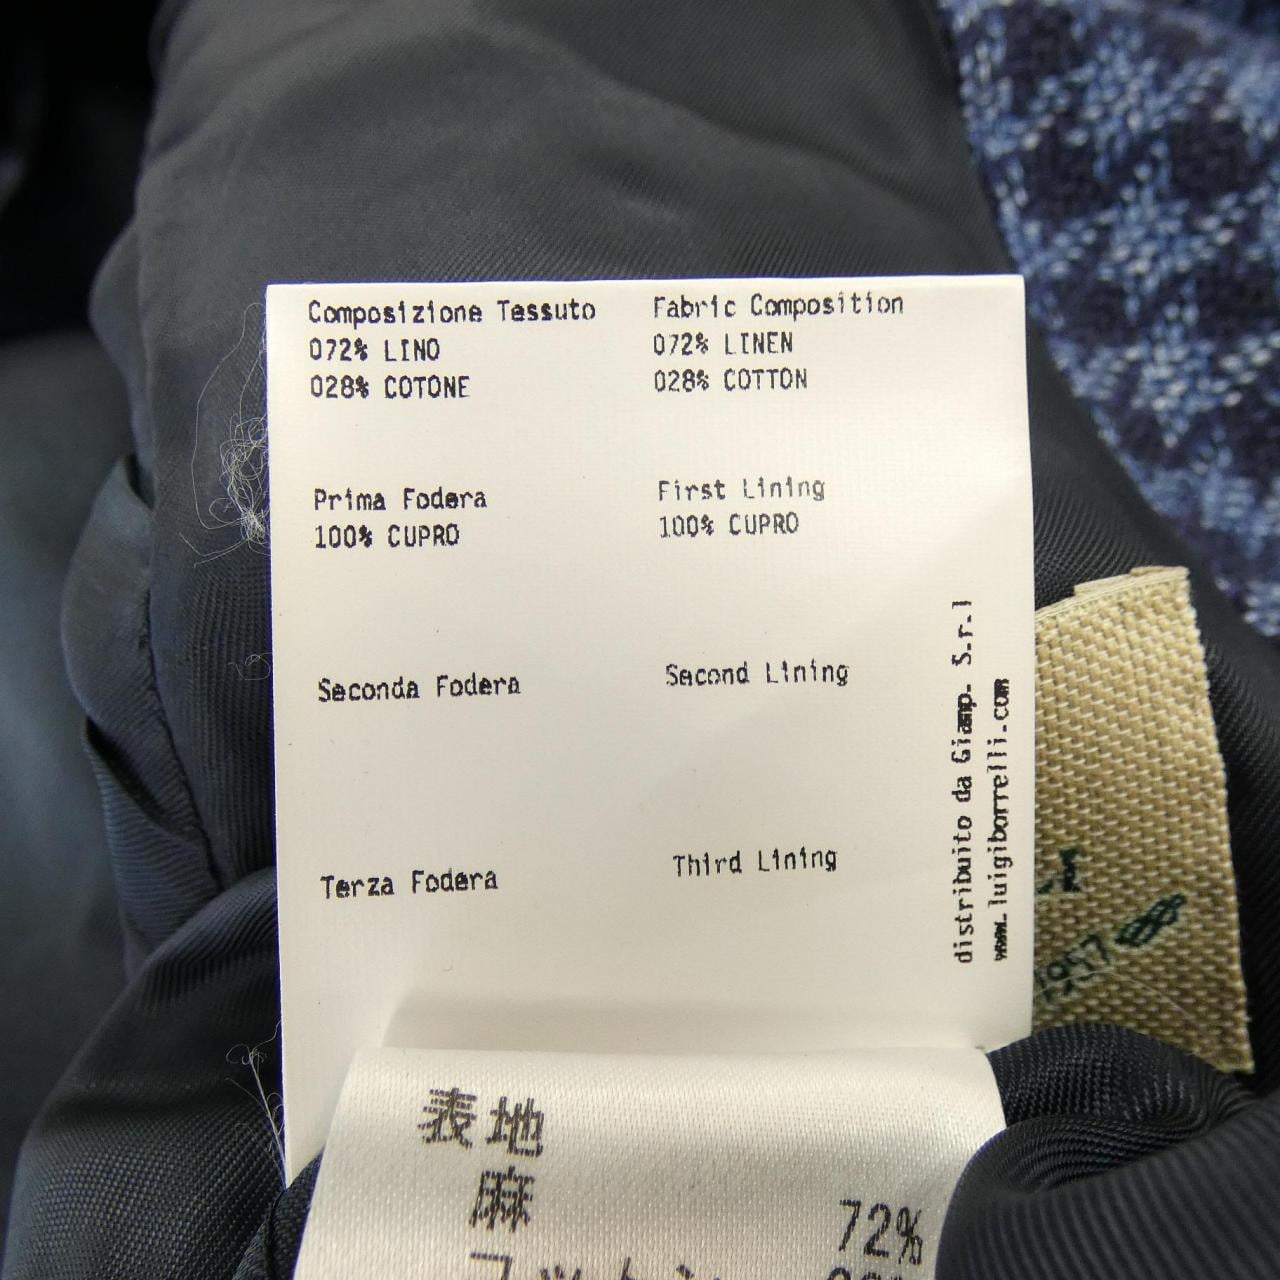 Composizione Tessuto
072% LINO
028% COTONE
Prima Fodera
100% CUPRO
Seconda Fodera
Terza Fodera
Fabric Composition
072% LINEN
028% COTTON
First Lining
100% CUPRO
Second Lining
Third Lining
distribuito da Giamp. S.r.l
www.luigiborrelli.com
1957
表地
麻
72%